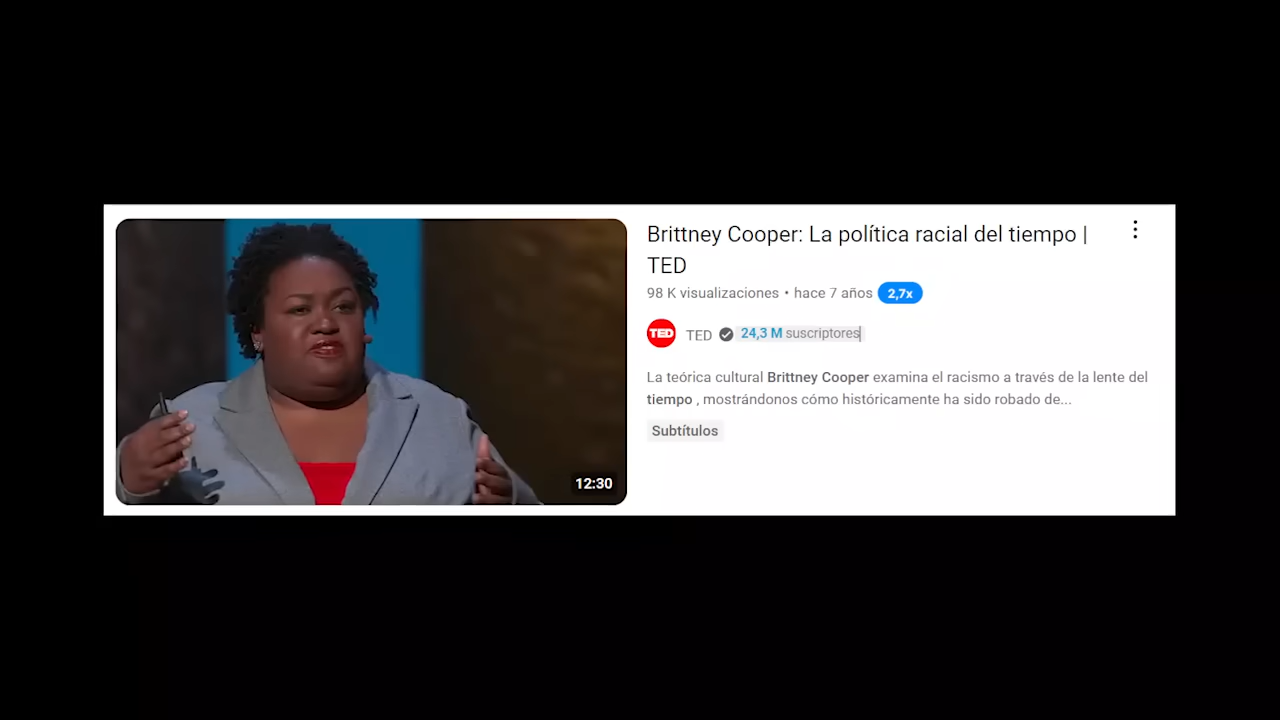 Brittney Cooper: La política racial del tiempo |
TED
98 K visualizaciones • hace 7 años 2,7x
TED TED 24,3 M suscriptores
La teórica cultural Brittney Cooper examina el racismo a través de la lente del
tiempo , mostrándonos cómo históricamente ha sido robado de...
Subtítulos
12:30